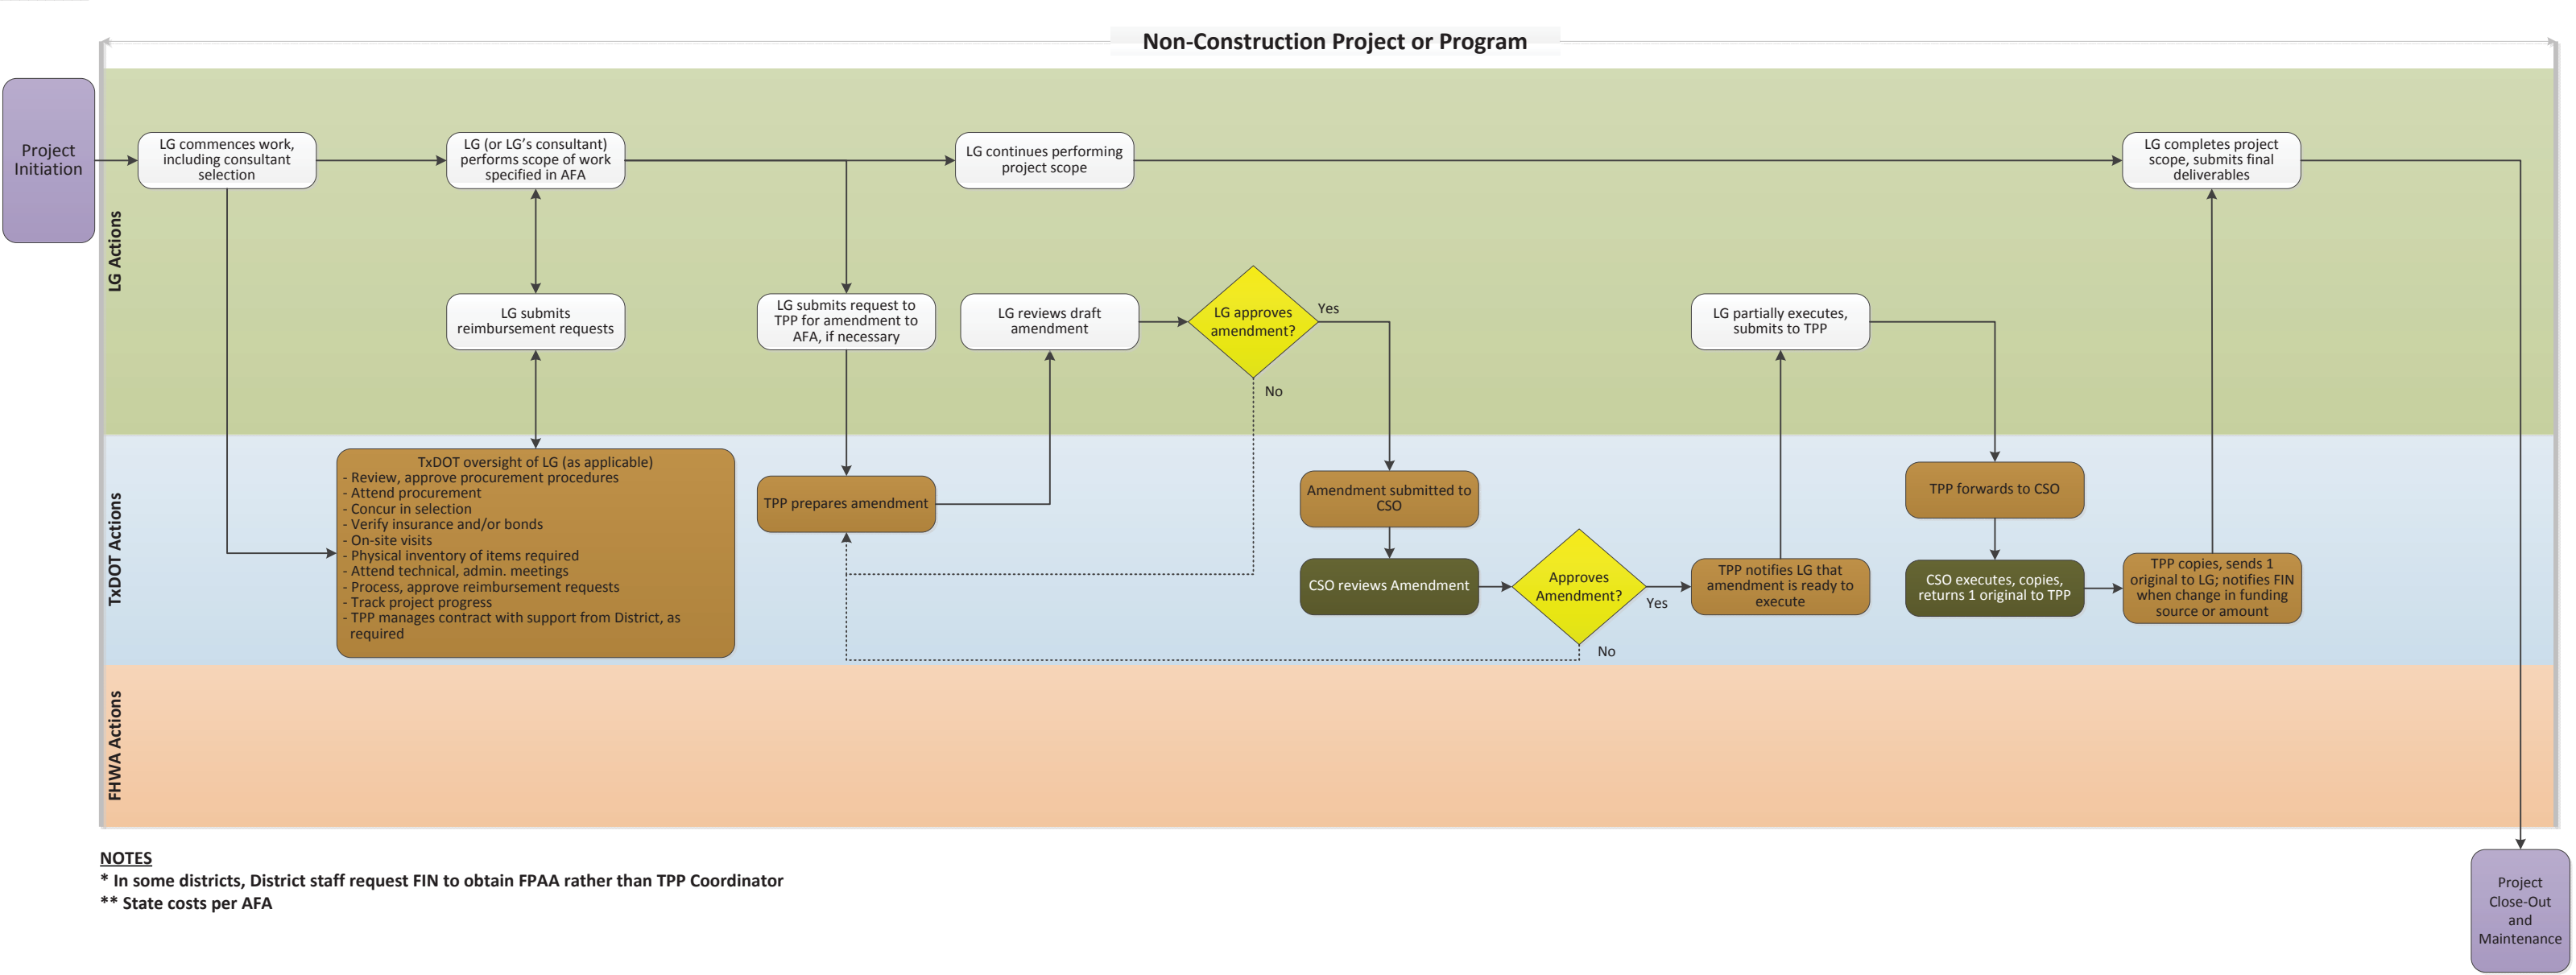 Non-Construction Project or Program
Project
Initiation
LG Actions
LG commences work,
including consultant
selection
LG (or LG’s consultant)
performs scope of work
specified in AFA
LG continues performing
project scope
LG completes project
scope, submits final
deliverables
LG submits
reimbursement requests
LG submits request to
TPP for amendment to
AFA, if necessary
LG reviews draft
amendment
LG approves
amendment?
Yes
No
LG partially executes,
submits to TPP
TxDOT Actions
TxDOT oversight of LG (as applicable)
- Review, approve procurement procedures
- Attend procurement
- Concur in selection
- Verify insurance and/or bonds
- On-site visits
- Physical inventory of items required
- Attend technical, admin. meetings
- Process, approve reimbursement requests
- Track project progress
- TPP manages contract with support from District, as
required
TPP prepares amendment
Amendment submitted to
CSO
CSO reviews Amendment
Approves
Amendment?
Yes
No
TPP notifies LG that
amendment is ready to
execute
TPP forwards to CSO
CSO executes, copies,
returns 1 original to TPP
TPP copies, sends 1
original to LG; notifies FIN
when change in funding
source or amount
FHWA Actions
NOTES
* In some districts, District staff request FIN to obtain FPAA rather than TPP Coordinator
** State costs per AFA
Project
Close-Out
and
Maintenance